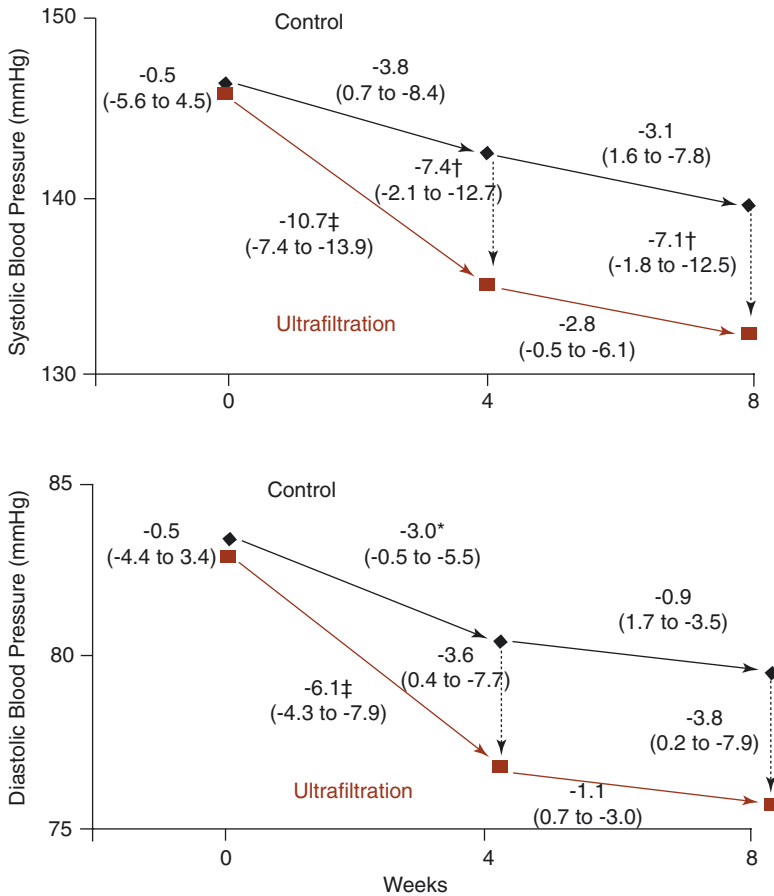 150
Control
-0.5
(-5.6 to 4.5)
-3.8
(0.7 to -8.4)
-3.1
(1.6 to -7.8)
-7.4†
(-2.1 to -12.7)
140
-10.7‡
(-7.4 to -13.9)
-7.1†
(-1.8 to -12.5)
Ultrafiltration
-2.8
(-0.5 to -6.1)
130
0
4
8
Systolic Blood Pressure (mmHg)
85
Control
-0.5
(-4.4 to 3.4)
-3.0*
(-0.5 to -5.5)
-0.9
(1.7 to -3.5)
80
-3.6
(0.4 to -7.7)
-6.1‡
(-4.3 to -7.9)
-3.8
(0.2 to -7.9)
Ultrafiltration
-1.1
(0.7 to -3.0)
75
0
4
8
Weeks
Diastolic Blood Pressure (mmHg)